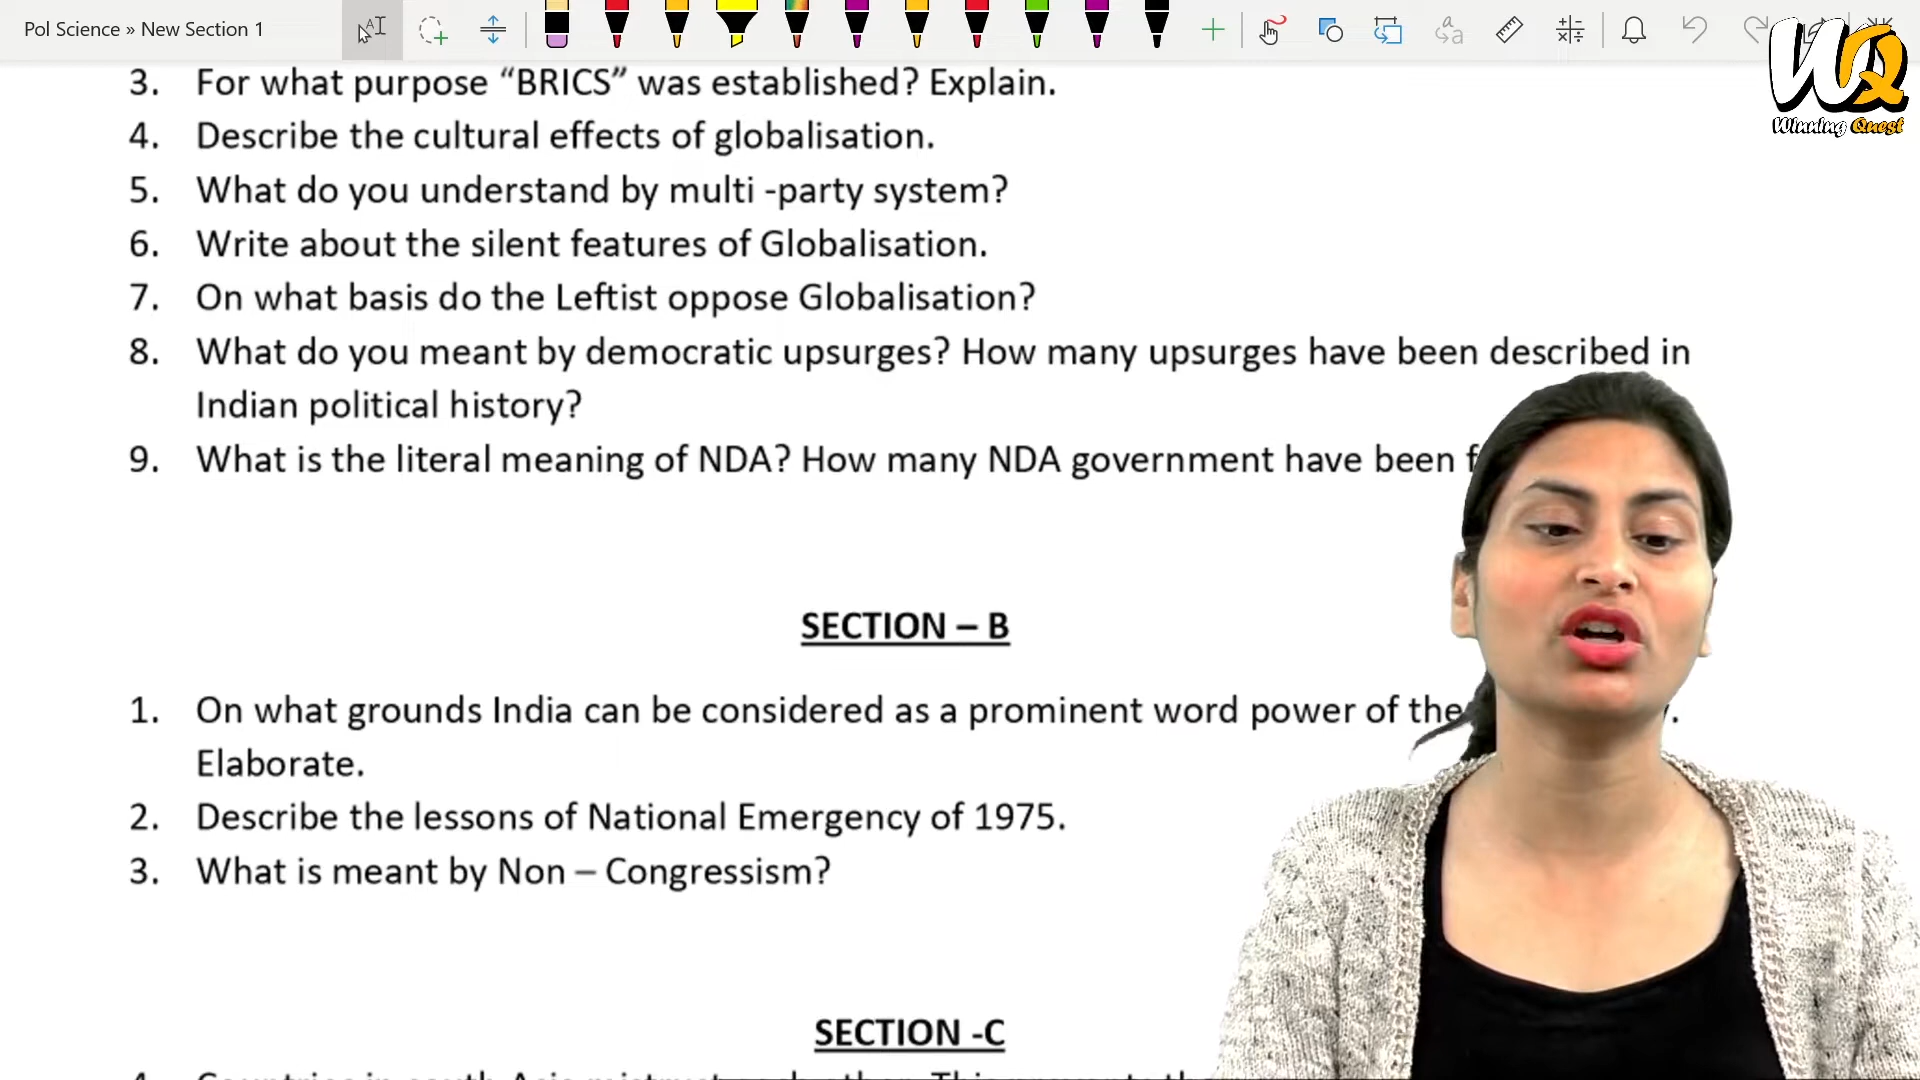 Pol Science » New Section 1
WQ
Winning Quest
3. For what purpose “BRICS” was established? Explain.
4. Describe the cultural effects of globalisation.
5. What do you understand by multi -party system?
6. Write about the silent features of Globalisation.
7. On what basis do the Leftist oppose Globalisation?
8. What do you meant by democratic upsurges? How many upsurges have been described in
Indian political history?
9. What is the literal meaning of NDA? How many NDA government have been
SECTION – B
1. On what grounds India can be considered as a prominent word power of the
Elaborate.
2. Describe the lessons of National Emergency of 1975.
3. What is meant by Non – Congressism?
SECTION -C